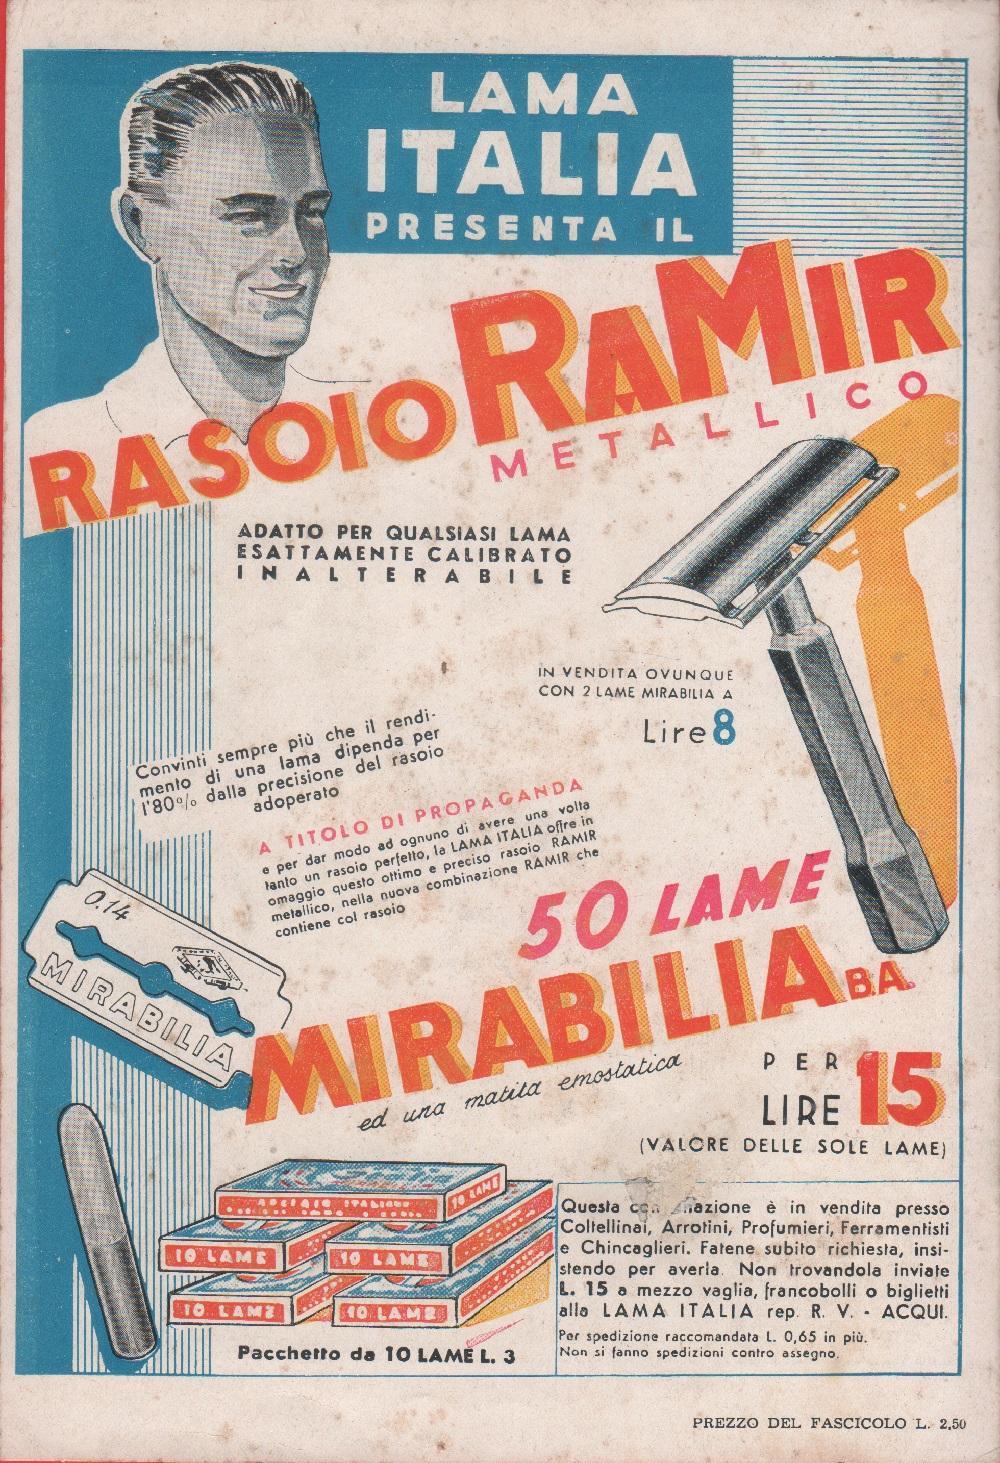 LAMA
ITALIA
PRESENTA IL
RASOIO RAMIR
METALLICO
ADATTO PER QUALSIASI LAMA
ESATTAMENTE CALIBRATO
INALTERABILE
IN VENDITA OVUNQUE
CON 2 LAME MIRABILIA A
Lire 8
Convinti sempre più che il rendi-
mento di una lama dipenda per
l'80% dalla precisione del rasoio
adoperato
A TITOLO DI PROPAGANDA
e per dar modo ad ognuno di avere una volta
tanto un rasoio perfetto, la LAMA ITALIA offre in
omaggio questo ottimo e preciso rasoio RAMIR
metallico, nella nuova combinazione RAMIR che
contiene col rasoio
50 LAME
MIRABILIA B.A.
ed una matita emostatica
0.14
MIRABILIA
PER
LIRE 15
(VALORE DELLE SOLE LAME)
ACCIAIO ITALIANO 10 LAME
10 LAME 10 LAME
10 LAME 10 LAME
Pacchetto da 10 LAME L. 3
Questa nazione è in vendita presso
Coltellinai, Arrotini, Profumieri, Ferramentisti
e Chincaglieri. Fatene subito richiesta, insi-
stendo per averla. Non trovandola inviate
L. 15 a mezzo vaglia, francobolli o biglietti
alla LAMA ITALIA rep. R. V. - ACQUI.
Per spedizione raccomandata L. 0,65 in più.
Non si fanno spedizioni contro assegno.
PREZZO DEL FASCICOLO L. 2,50